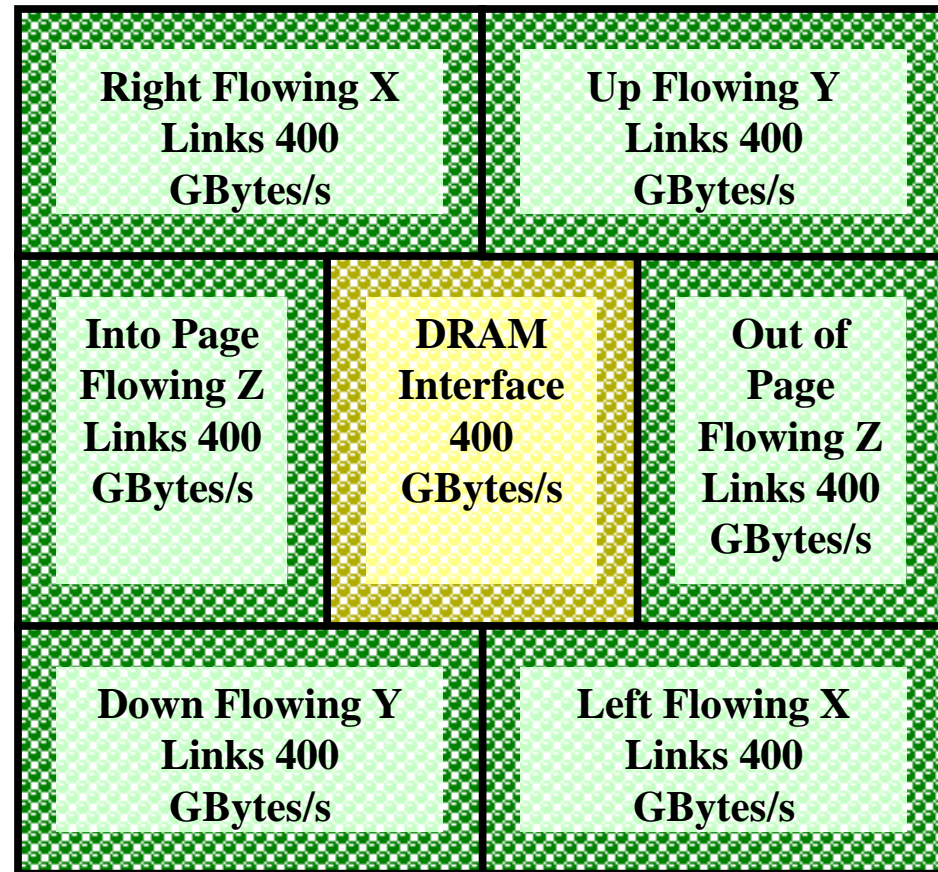 Right Flowing X
Links 400
GBytes/s
Up Flowing Y
Links 400
GBytes/s
Into Page
Flowing Z
Links 400
GBytes/s
DRAM
Interface
400
GBytes/s
Out of
Page
Flowing Z
Links 400
GBytes/s
Down Flowing Y
Links 400
GBytes/s
Left Flowing X
Links 400
GBytes/s